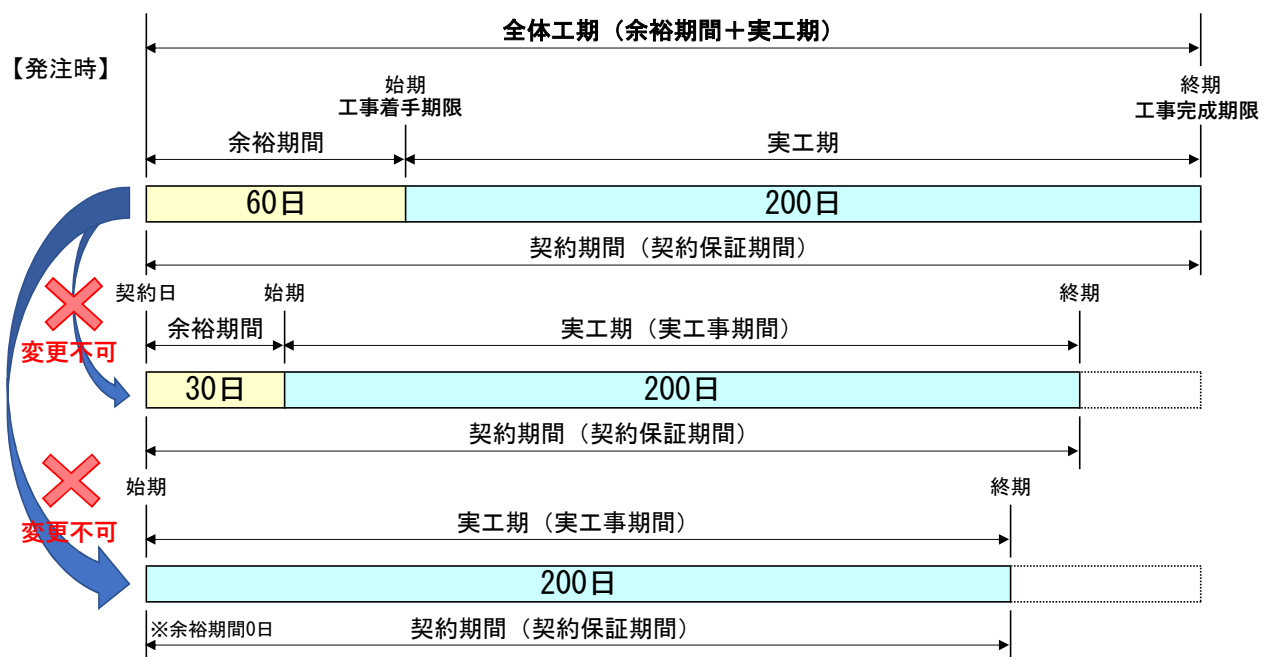 全体工期（余裕期間＋実工期）
【発注時】
始期
工事着手期限
終期
工事完成期限
余裕期間
実工期
60日
200日
契約期間（契約保証期間）
変更不可
契約日
始期
終期
余裕期間
実工期（実工事期間）
30日
200日
契約期間（契約保証期間）
変更不可
始期
終期
実工期（実工事期間）
200日
※余裕期間0日
契約期間（契約保証期間）